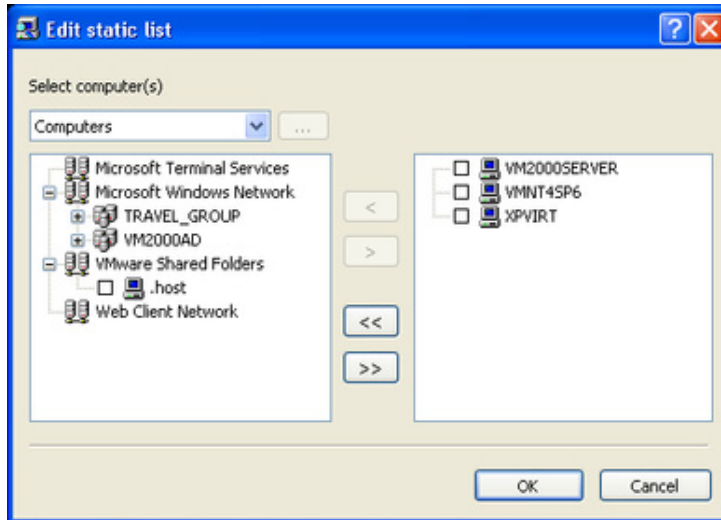 Edit static list
Select computer(s)
Computers
...
Microsoft Terminal Services
Microsoft Windows Network
TRAVEL_GROUP
VM2000AD
VMware Shared Folders
.host
Web Client Network
<
>
<<
>>
VM2000SERVER
VMNT4SP6
XPVIRT
OK
Cancel